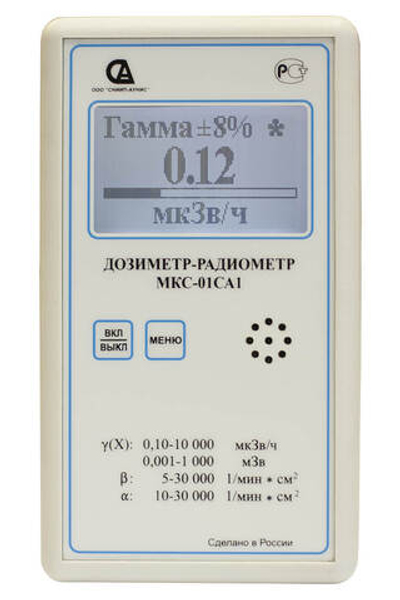 СА
ООО "СНИИП-АУНИС"
РСТ
Гамма±8% *
0.12
мкЗв/ч
ДОЗИМЕТР-РАДИОМЕТР
МКС-01СА1
ВКЛ
ВЫКЛ
МЕНЮ
γ(X): 0,10-10 000 мкЗв/ч
0,001-1 000 мЗв
β: 5-30 000 1/мин * см²
α: 10-30 000 1/мин * см²
Сделано в России